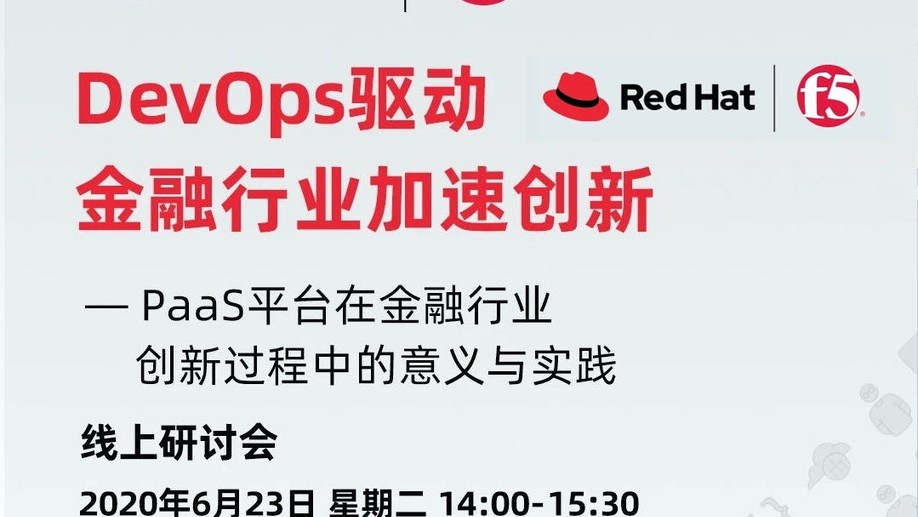 DevOps驱动
Red Hat
f5
金融行业加速创新
— PaaS平台在金融行业
创新过程中的意义与实践
线上研讨会
2020年6月23日 星期二 14:00-15:30